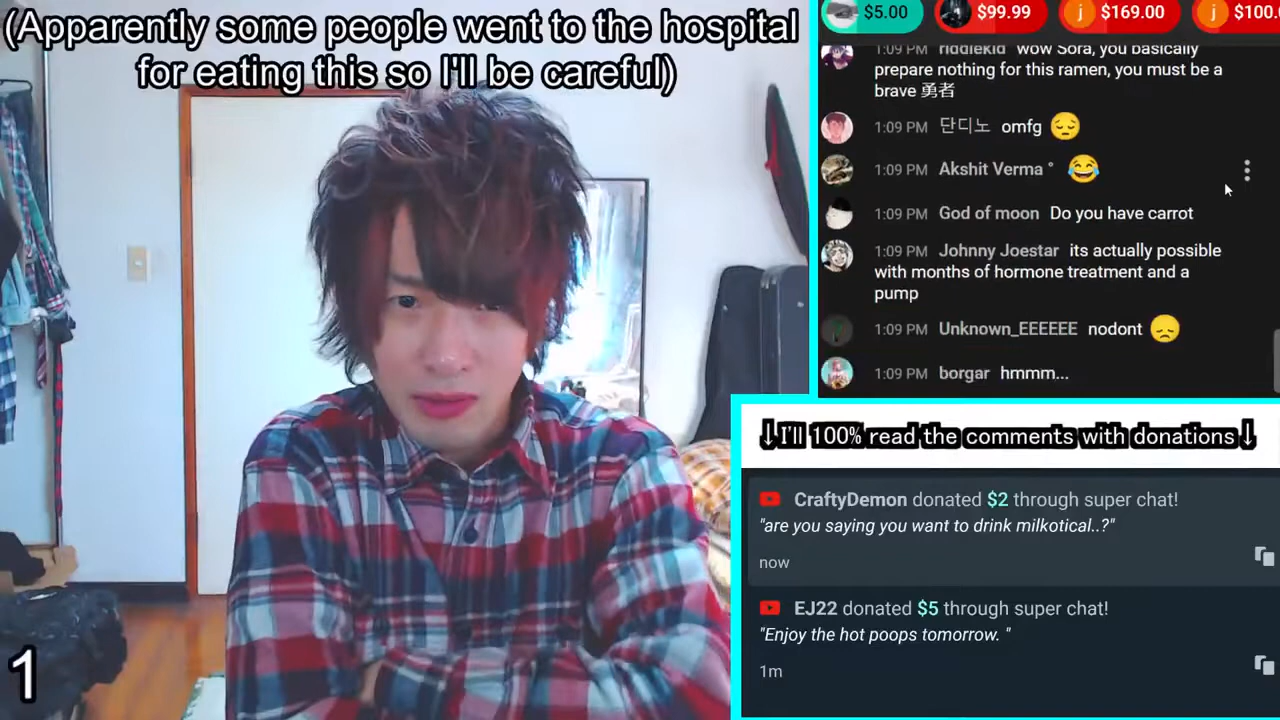 (Apparently some people went to the hospital
for eating this so I'll be careful)
1
$5.00
$99.99
j $169.00
j $100.
1:09 PM riddlekid wow Sora, you basically
prepare nothing for this ramen, you must be a
brave 勇者
1:09 PM 단디노 omfg 😔
1:09 PM Akshit Verma ° 😂
1:09 PM God of moon Do you have carrot
1:09 PM Johnny Joestar its actually possible
with months of hormone treatment and a
pump
1:09 PM Unknown_EEEEEE nodont 😞
1:09 PM borgar hmmm...
↓I'll 100% read the comments with donations↓
CraftyDemon donated $2 through super chat!
"are you saying you want to drink milkotical..?"
now
EJ22 donated $5 through super chat!
"Enjoy the hot poops tomorrow. "
1m